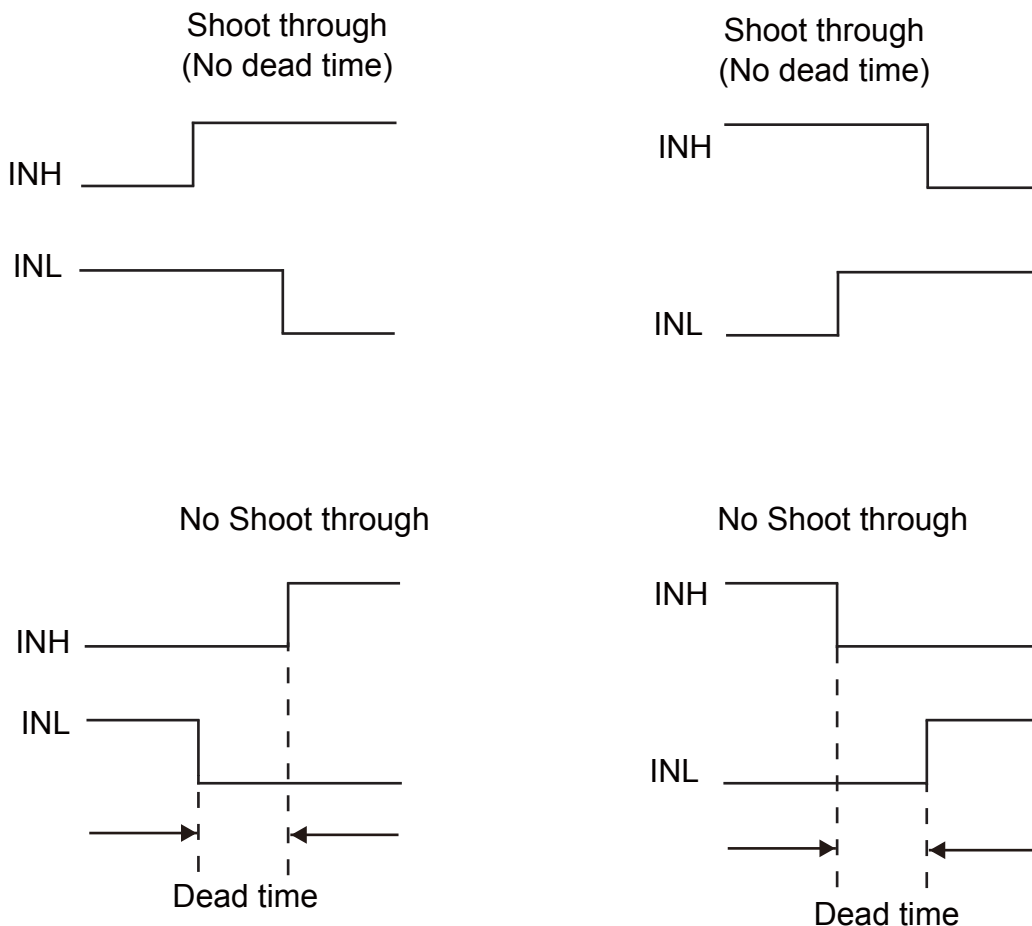 Shoot through
(No dead time)
INH
INL
Shoot through
(No dead time)
INH
INL
No Shoot through
INH
INL
Dead time
No Shoot through
INH
INL
Dead time